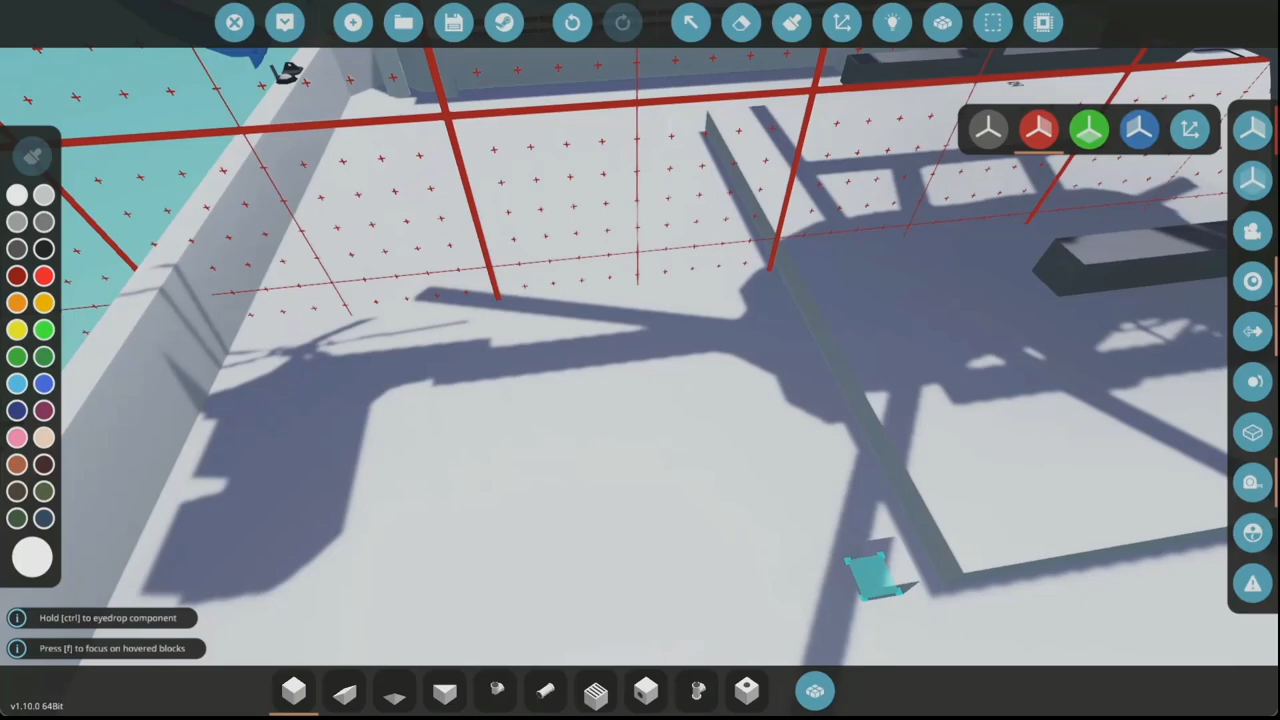 Hold [ctrl] to eyedrop component
Press [f] to focus on hovered blocks
v1.10.0 64Bit